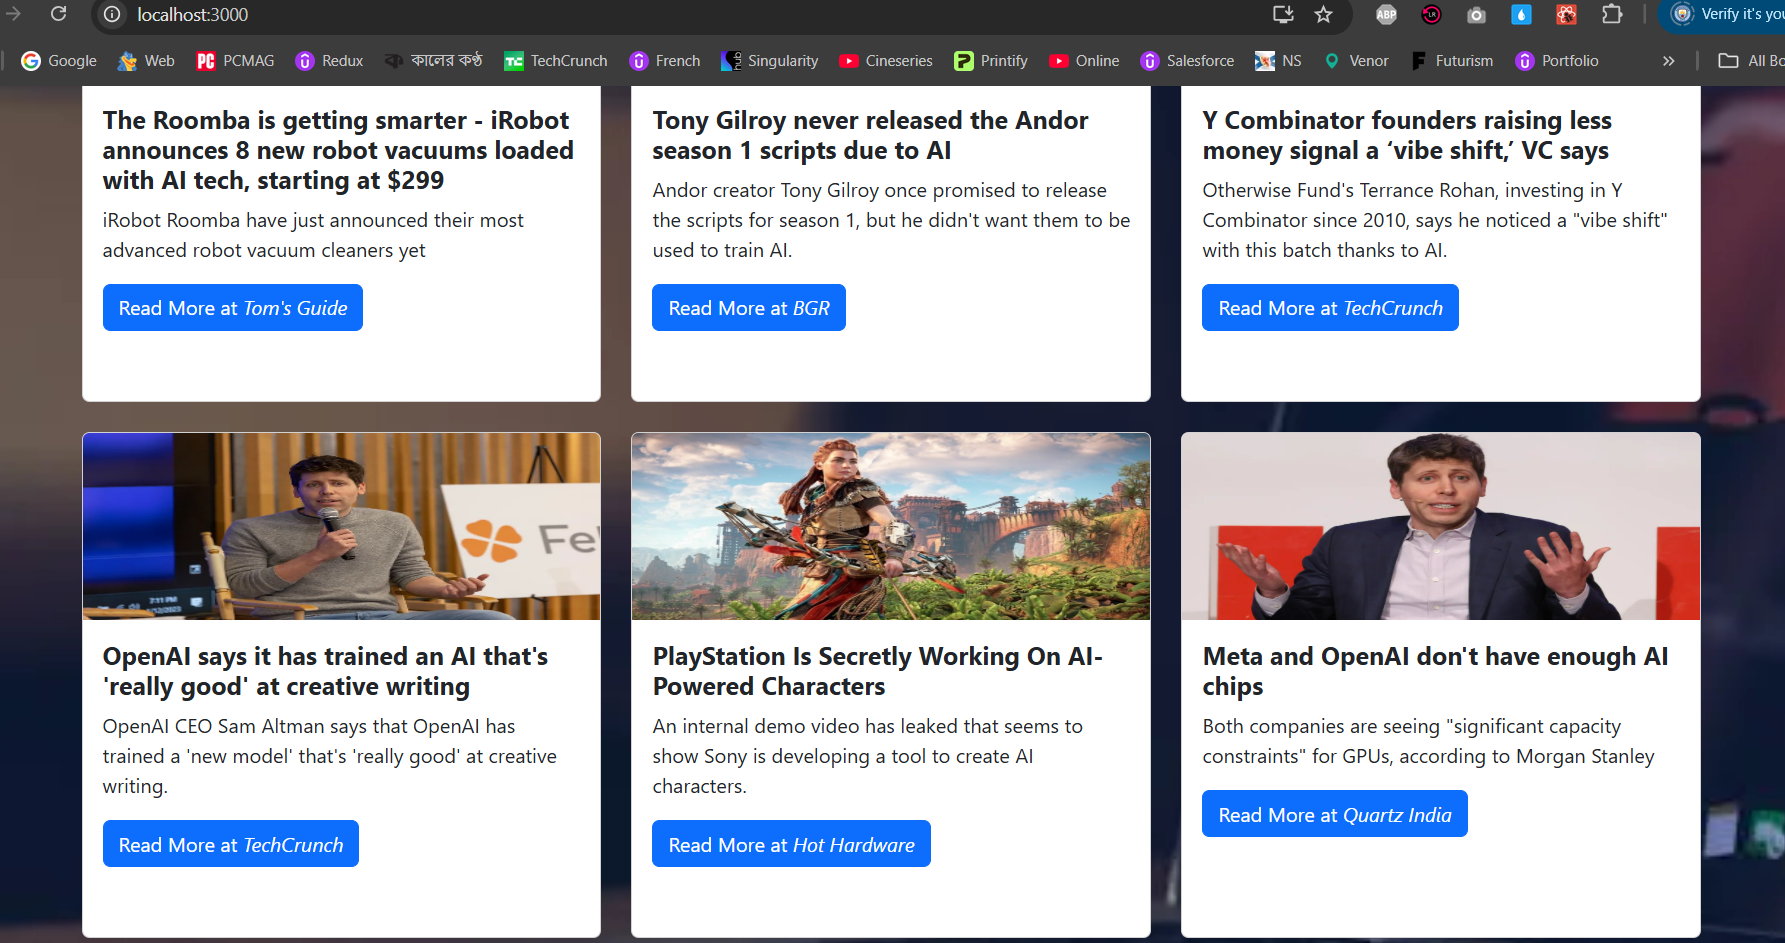 localhost:3000
Verify it's you
Google Web PCMAG Redux কালের কণ্ঠ TechCrunch French Singularity Cineseries Printify Online Salesforce NS Venor Futurism Portfolio » All Bo
The Roomba is getting smarter - iRobot
announces 8 new robot vacuums loaded
with AI tech, starting at $299
iRobot Roomba have just announced their most
advanced robot vacuum cleaners yet
Read More at Tom's Guide
Tony Gilroy never released the Andor
season 1 scripts due to AI
Andor creator Tony Gilroy once promised to release
the scripts for season 1, but he didn't want them to be
used to train AI.
Read More at BGR
Y Combinator founders raising less
money signal a ‘vibe shift,’ VC says
Otherwise Fund's Terrance Rohan, investing in Y
Combinator since 2010, says he noticed a "vibe shift"
with this batch thanks to AI.
Read More at TechCrunch
Fel
7:11 PM
OpenAI says it has trained an AI that's
'really good' at creative writing
OpenAI CEO Sam Altman says that OpenAI has
trained a 'new model' that's 'really good' at creative
writing.
Read More at TechCrunch
PlayStation Is Secretly Working On AI-
Powered Characters
An internal demo video has leaked that seems to
show Sony is developing a tool to create AI
characters.
Read More at Hot Hardware
Meta and OpenAI don't have enough AI
chips
Both companies are seeing "significant capacity
constraints" for GPUs, according to Morgan Stanley
Read More at Quartz India